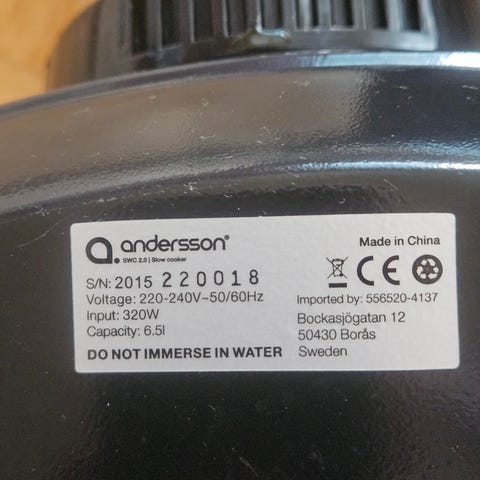 a. andersson®
SWC 2.0 | Slow cooker
Made in China
S/N: 2015 220018
Voltage: 220-240V~50/60Hz
Input: 320W
Capacity: 6.5l
DO NOT IMMERSE IN WATER
CE
Imported by: 556520-4137
Bockasjögatan 12
50430 Borås
Sweden